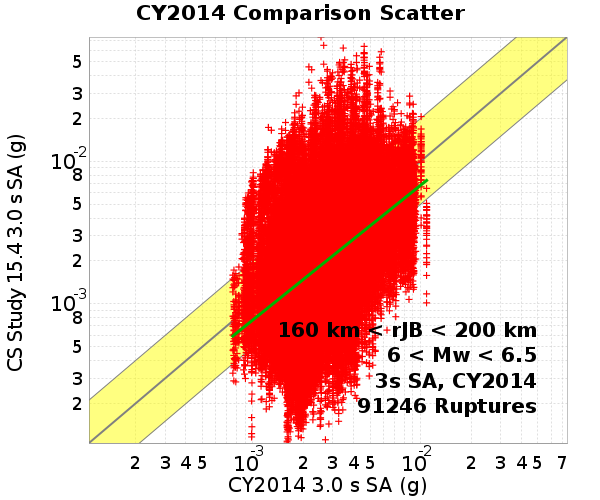 CY2014 Comparison Scatter
5
3
2
10-2
8
5
3
2
10-3
8
5
3
2
CS Study 15.4 3.0 s SA (g)
160 km < rJB < 200 km
6 < Mw < 6.5
3s SA, CY2014
91246 Ruptures
2 3 4 5 10-3 2 3 4 5 10-2 2 3 4 5 7
CY2014 3.0 s SA (g)